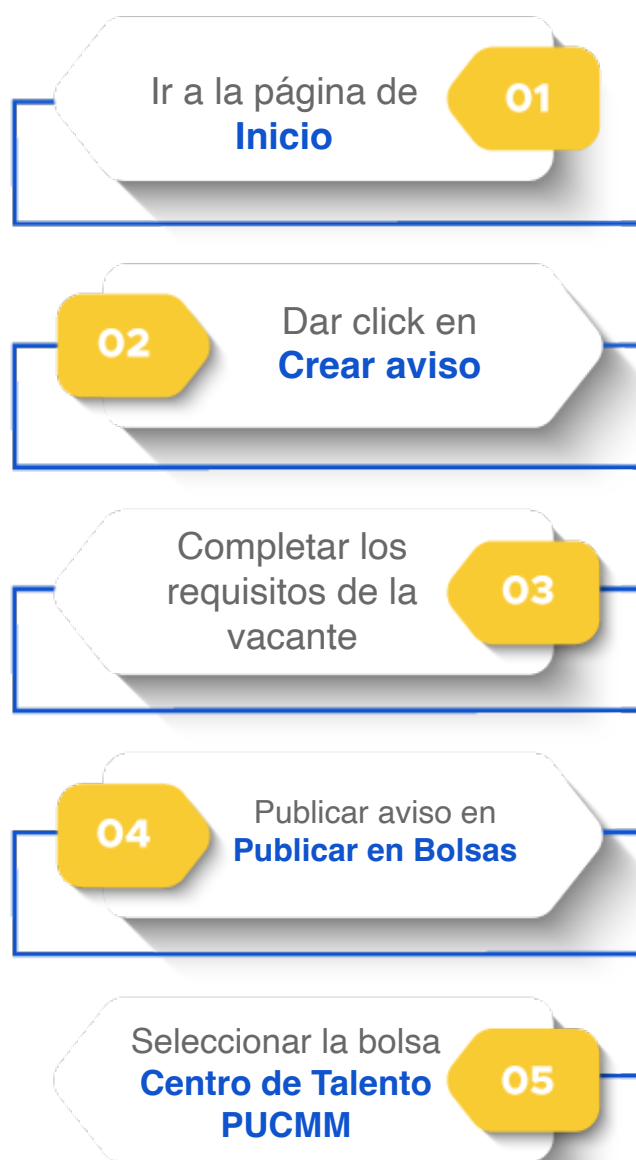 Ir a la página de
Inicio
01
02
Dar click en
Crear aviso
Completar los
requisitos de la
vacante
03
04
Publicar aviso en
Publicar en Bolsas
Seleccionar la bolsa
Centro de Talento
PUCMM
05